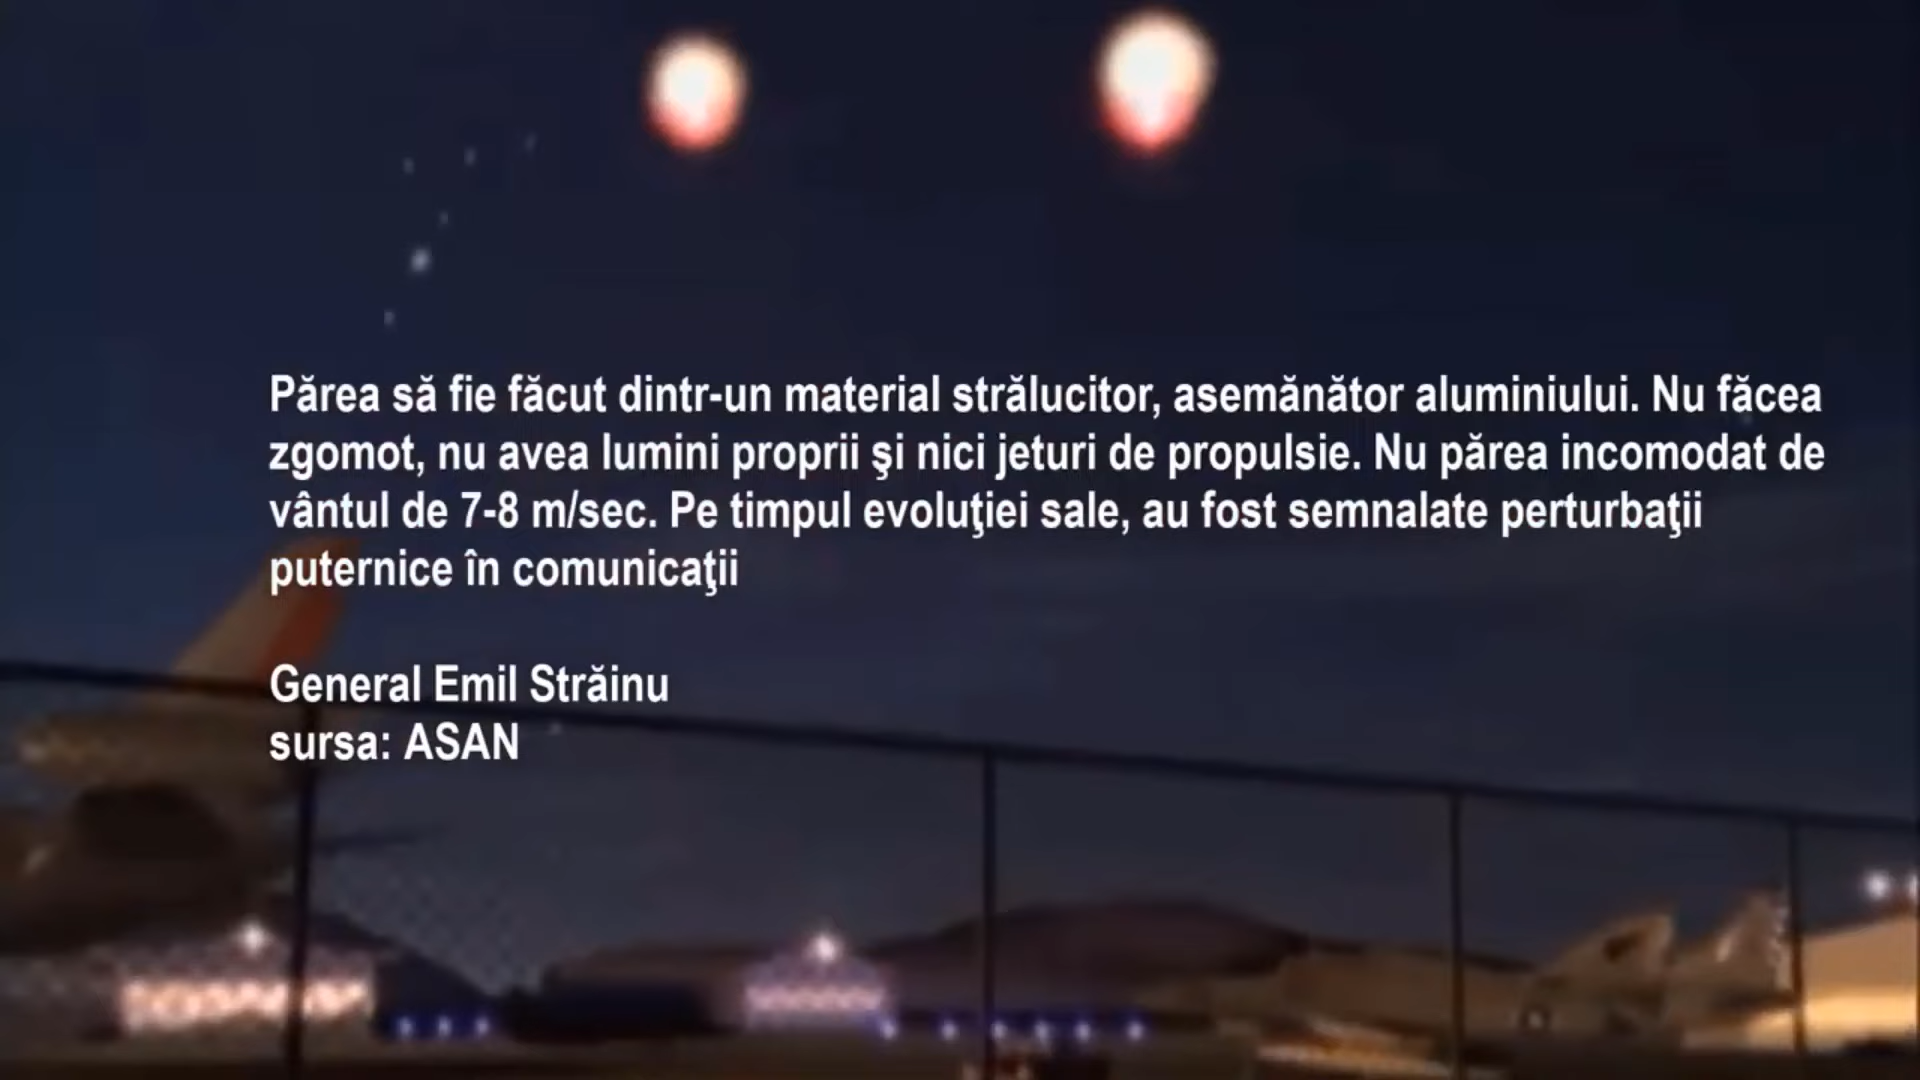 Părea să fie făcut dintr-un material strălucitor, asemănător aluminiului. Nu făcea
zgomot, nu avea lumini proprii şi nici jeturi de propulsie. Nu părea incomodat de
vântul de 7-8 m/sec. Pe timpul evoluţiei sale, au fost semnalate perturbaţii
puternice în comunicaţii
General Emil Străinu
sursa: ASAN